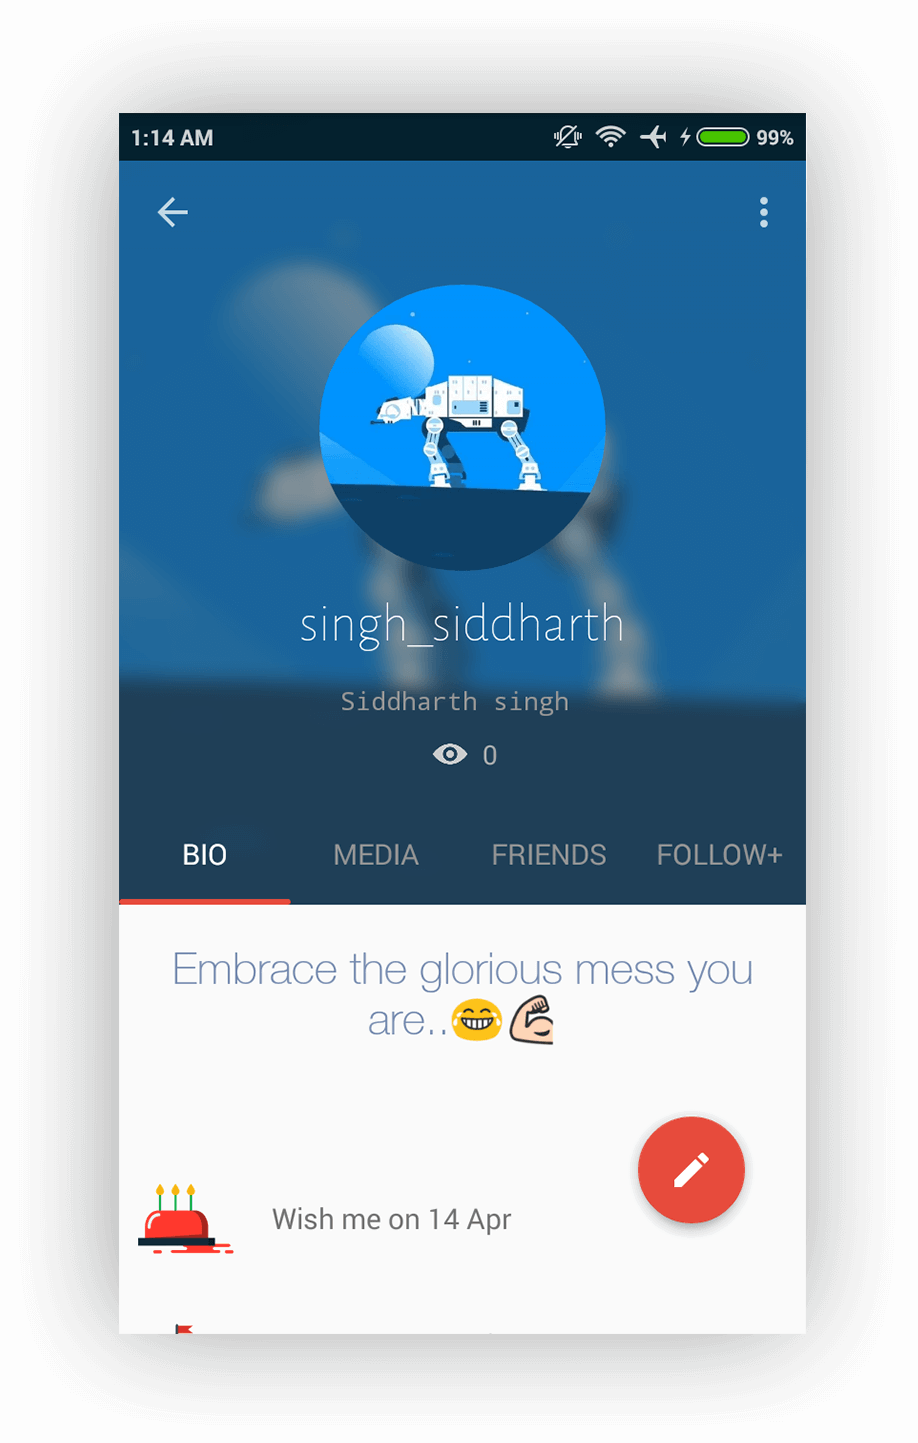 1:14 AM 99%
singh_siddharth
Siddharth singh
0
BIO MEDIA FRIENDS FOLLOW+
Embrace the glorious mess you
are..😂💪🏻
Wish me on 14 Apr